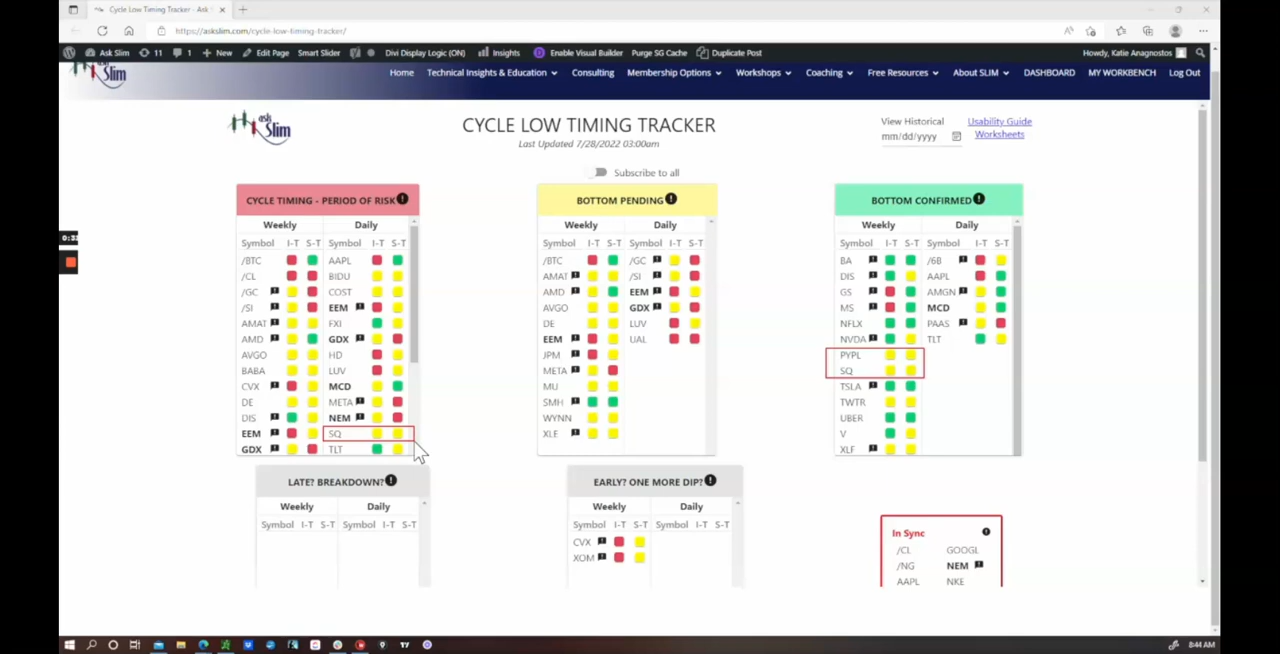 Cycle Low Timing Tracker - Ask S
https://askslim.com/cycle-low-timing-tracker/
Ask Slim 11 1 New Edit Page Smart Slider Divi Display Logic (ON) Insights Enable Visual Builder Purge SG Cache Duplicate Post Howdy, Katie Anagnostos
ask Slim
Home Technical Insights & Education Consulting Membership Options Workshops Coaching Free Resources About SLIM DASHBOARD MY WORKBENCH Log Out
ask Slim
CYCLE LOW TIMING TRACKER
Last Updated 7/28/2022 03:00am
View Historical
mm/dd/yyyy
Usability Guide
Worksheets
Subscribe to all
CYCLE TIMING - PERIOD OF RISK
Weekly Daily
Symbol I-T S-T Symbol I-T S-T
/BTC AAPL
/CL BIDU
/GC COST
/SI EEM
AMAT FXI
AMD GDX
AVGO HD
BABA LUV
CVX MCD
DE META
DIS NEM
EEM SQ
GDX TLT
BOTTOM PENDING
Weekly Daily
Symbol I-T S-T Symbol I-T S-T
/BTC /GC
AMAT /SI
AMD EEM
AVGO GDX
DE LUV
EEM UAL
JPM
META
MU
SMH
WYNN
XLE
BOTTOM CONFIRMED
Weekly Daily
Symbol I-T S-T Symbol I-T S-T
BA /6B
DIS AAPL
GS AMGN
MS MCD
NFLX PAAS
NVDA TLT
PYPL
SQ
TSLA
TWTR
UBER
V
XLF
LATE? BREAKDOWN?
Weekly Daily
Symbol I-T S-T Symbol I-T S-T
EARLY? ONE MORE DIP?
Weekly Daily
Symbol I-T S-T Symbol I-T S-T
CVX
XOM
In Sync
/CL GOOGL
/NG NEM
AAPL NKE
8:44 AM